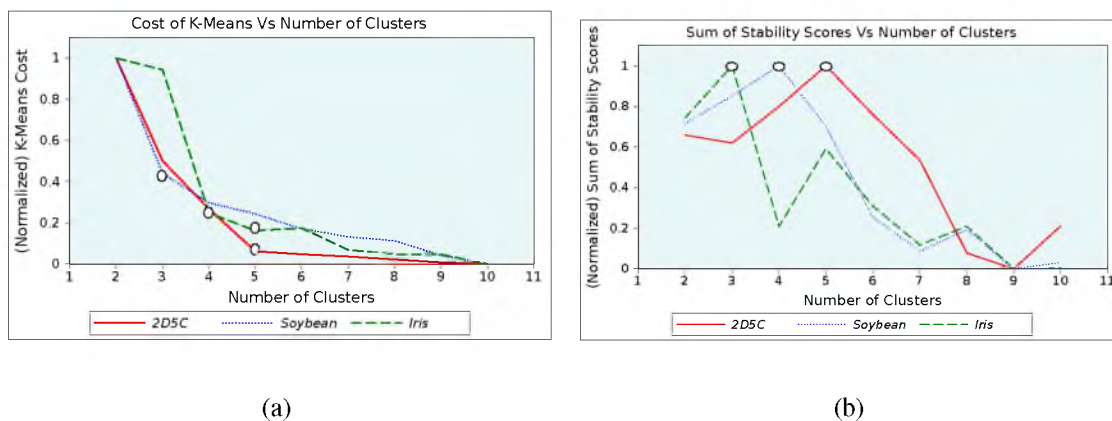 Cost of K-Means Vs Number of Clusters
(Normalized) K-Means Cost
1
0.8
0.6
0.4
0.2
0
1 2 3 4 5 6 7 8 9 10 11
Number of Clusters
2D5C Soybean Iris
(a)
Sum of Stability Scores Vs Number of Clusters
(Normalized) Sum of Stability Scores
1
0.8
0.6
0.4
0.2
0
1 2 3 4 5 6 7 8 9 10 11
Number of Clusters
2D5C Soybean Iris
(b)